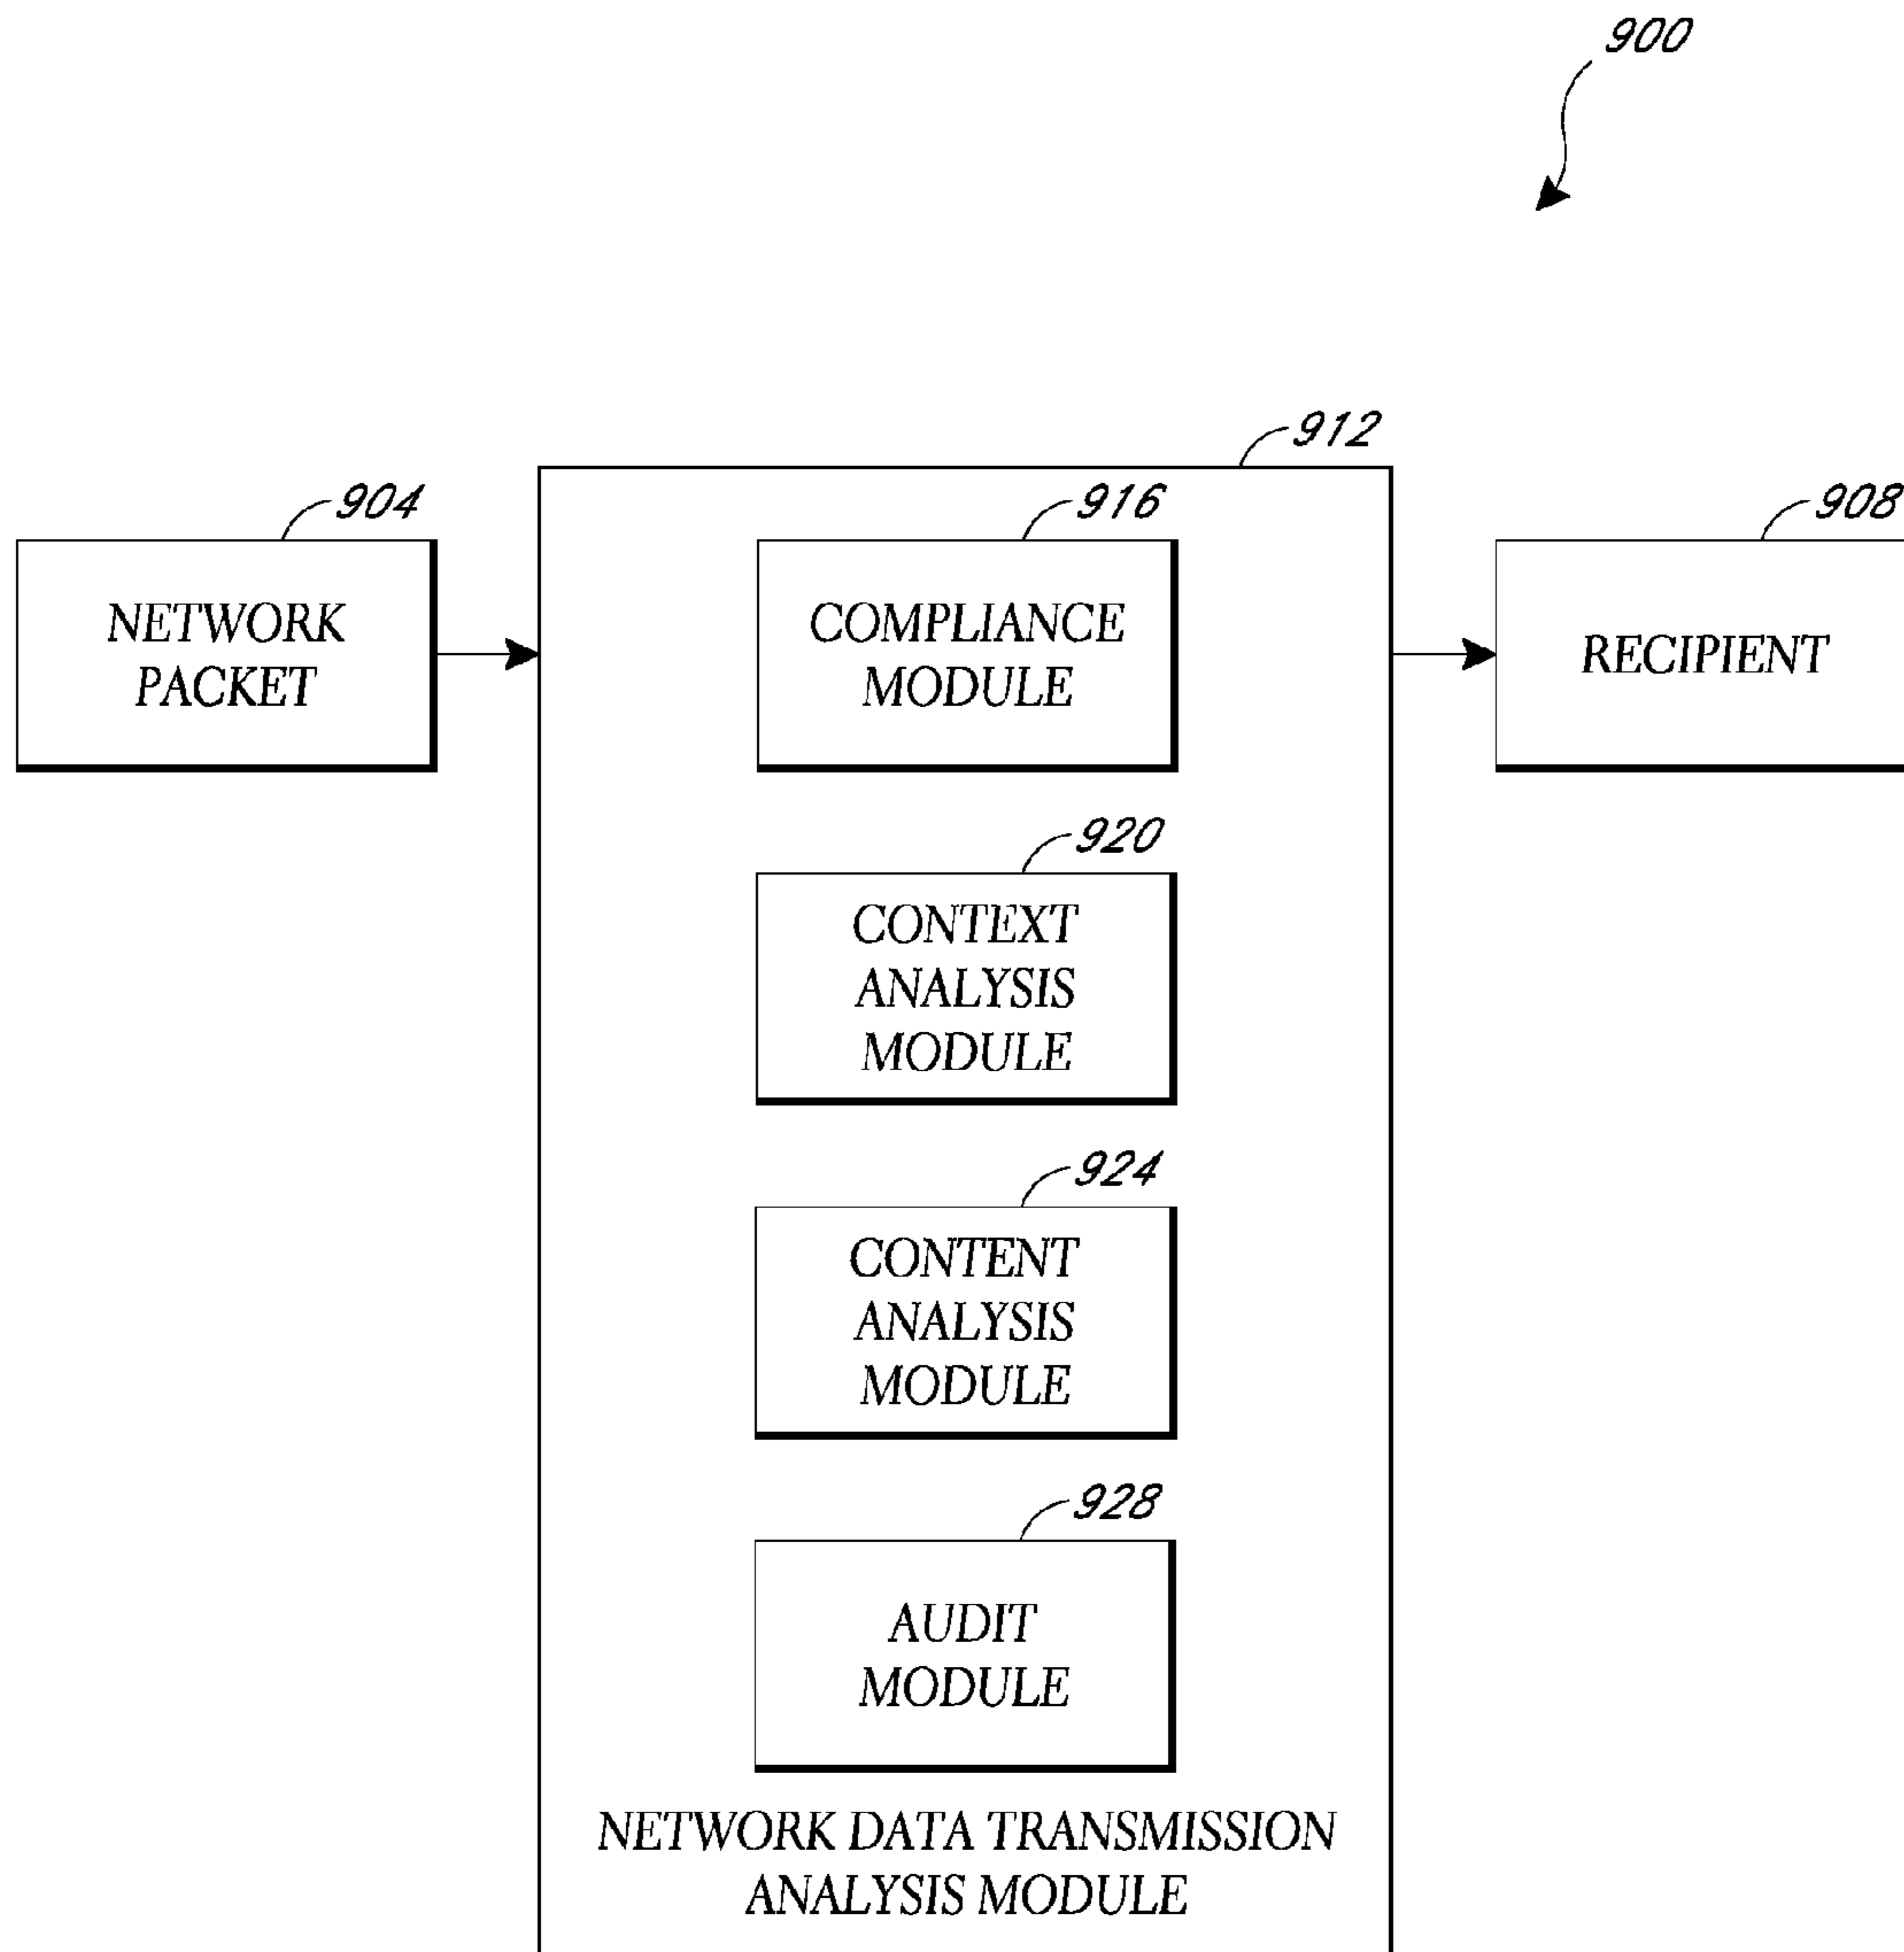 900
912
904
NETWORK
PACKET
916
COMPLIANCE
MODULE
908
RECIPIENT
920
CONTEXT
ANALYSIS
MODULE
924
CONTENT
ANALYSIS
MODULE
928
AUDIT
MODULE
NETWORK DATA TRANSMISSION
ANALYSIS MODULE